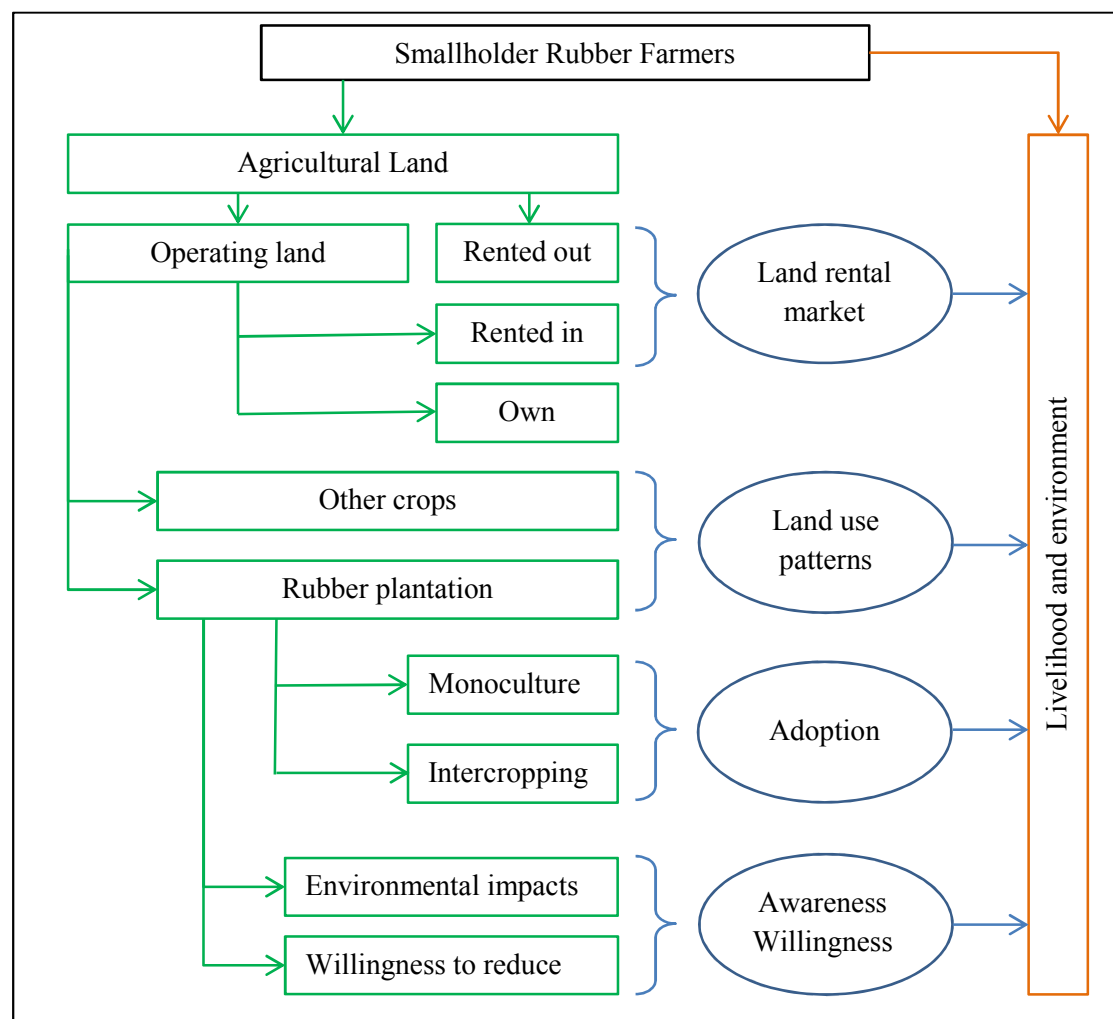 Smallholder Rubber Farmers
Agricultural Land
Operating land
Rented out
Rented in
Own
Land rental
market
Other crops
Rubber plantation
Land use
patterns
Monoculture
Intercropping
Adoption
Environmental impacts
Willingness to reduce
Awareness
Willingness
Livelihood and environment